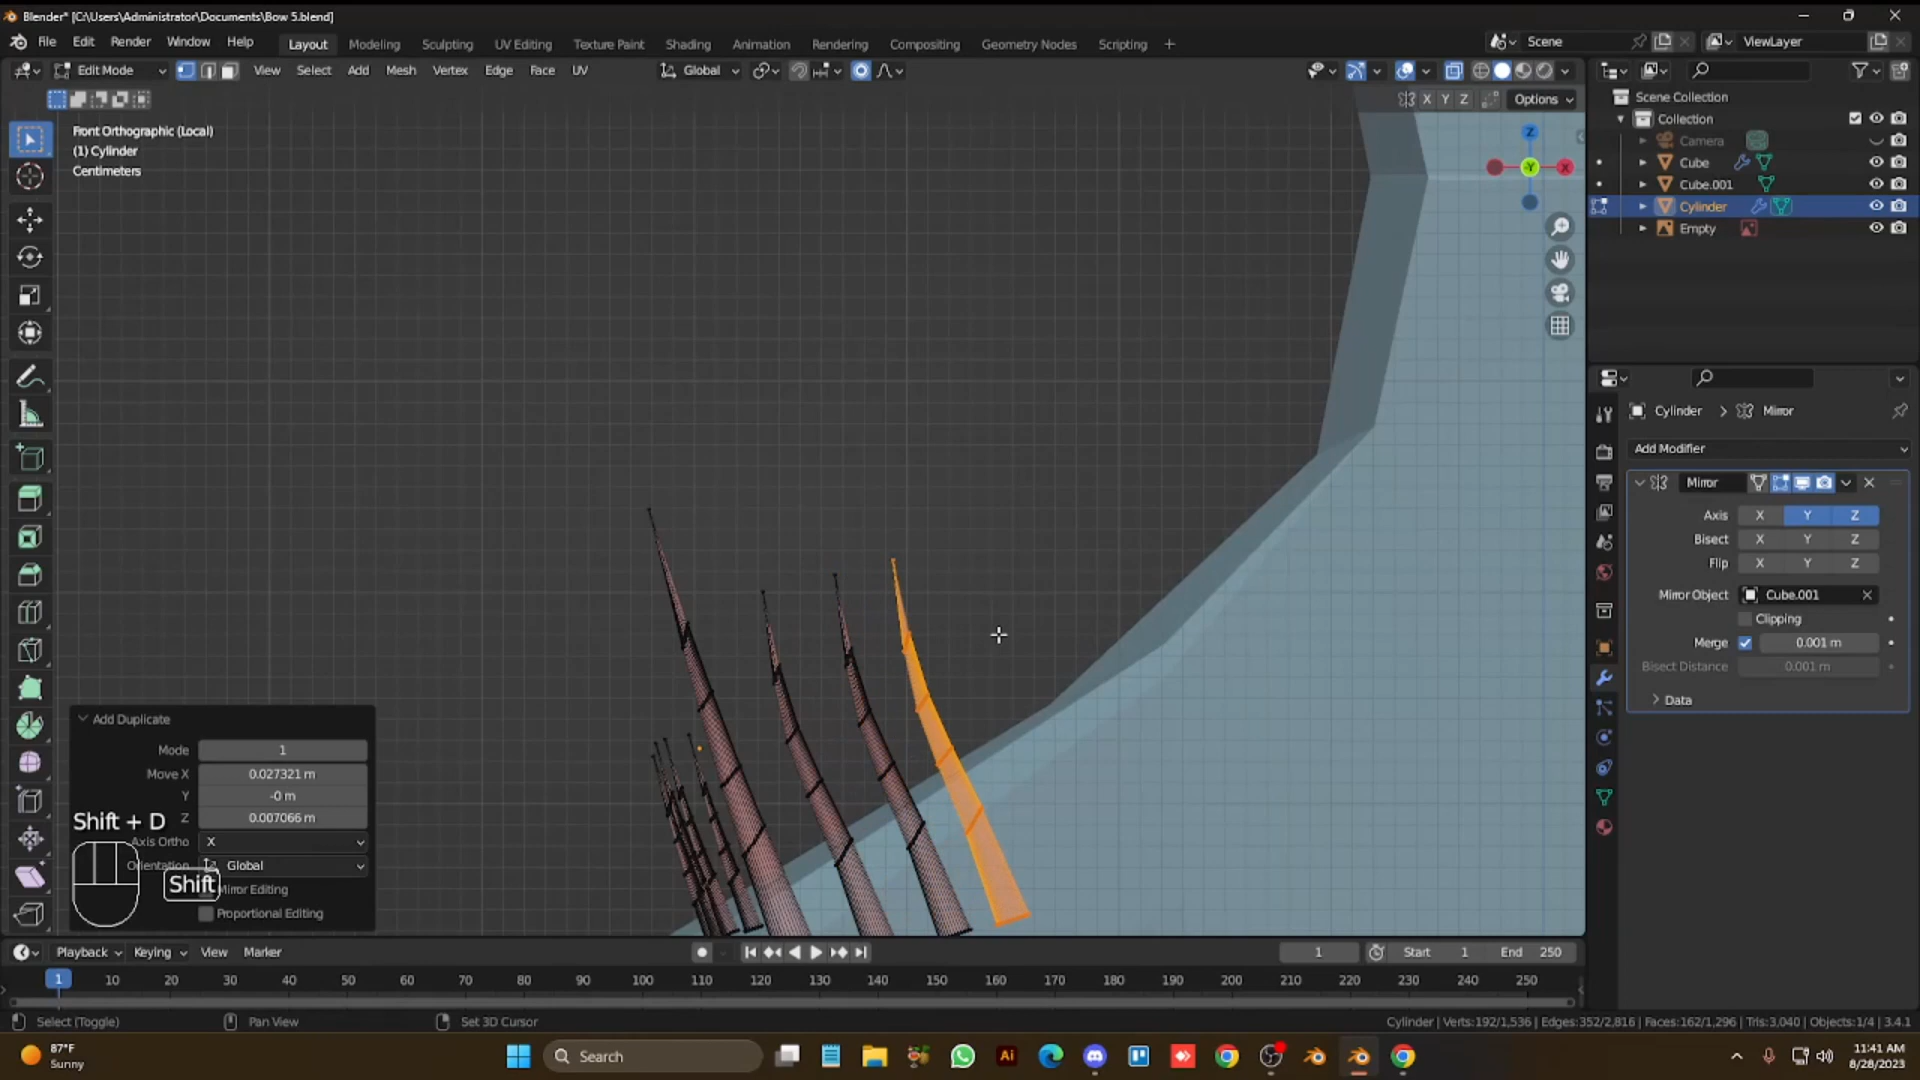 Blender* [C:\Users\Administrator\Documents\Bow 5.blend]
File Edit Render Window Help Layout Modeling Sculpting UV Editing Texture Paint Shading Animation Rendering Compositing Geometry Nodes Scripting + Scene ViewLayer
Edit Mode View Select Add Mesh Vertex Edge Face UV Global
X Y Z Options
Front Orthographic (Local)
(1) Cylinder
Centimeters
Z
Y
X
Scene Collection
Collection
Camera
Cube
Cube.001
Cylinder
Empty
Cylinder > Mirror
Add Modifier
Mirror
Axis X Y Z
Bisect X Y Z
Flip X Y Z
Mirror Object Cube.001
Clipping
Merge 0.001 m
Bisect Distance 0.001 m
Data
Add Duplicate
Mode 1
Move X 0.027321 m
Y -0 m
Z 0.007066 m
Shift + D
Axis Ortho X
Orientation Global
Shift
Mirror Editing
Proportional Editing
Playback Keying View Marker 1 Start 1 End 250
1 10 20 30 40 50 60 70 80 90 100 110 120 130 140 150 160 170 180 190 200 210 220 230 240 250
Select (Toggle) Pan View Set 3D Cursor Cylinder | Verts:192/1,536 | Edges:352/2,816 | Faces:162/1,296 | Tris:3,040 | Objects:1/4 | 3.4.1
87°F
Sunny
Search
Ai
11:41 AM
8/28/2023